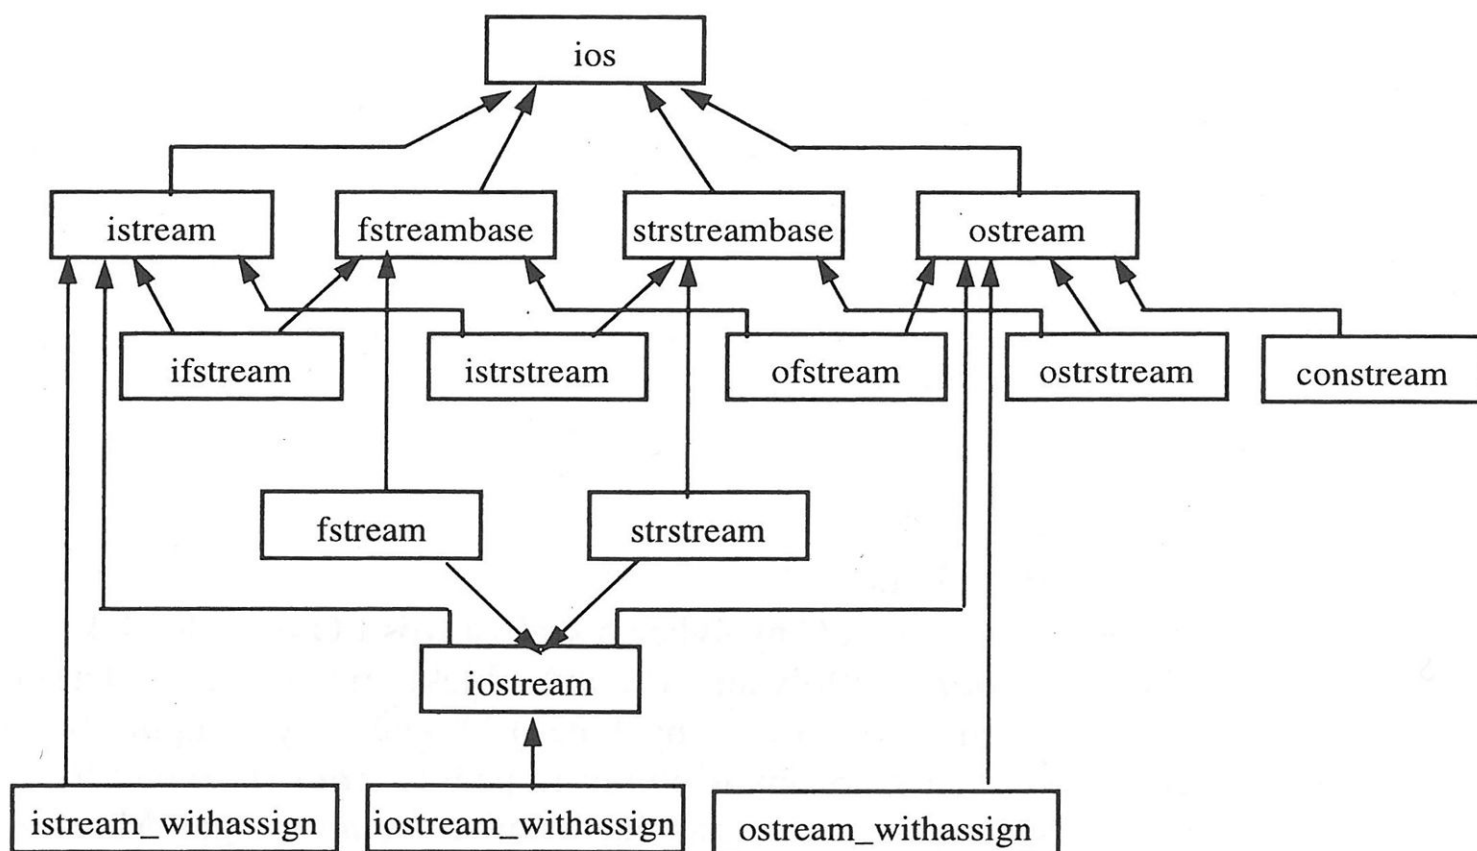 ios
istream
fstreambase
strstreambase
ostream
ifstream
istrstream
ofstream
ostrstream
constream
fstream
strstream
iostream
istream_withassign
iostream_withassign
ostream_withassign